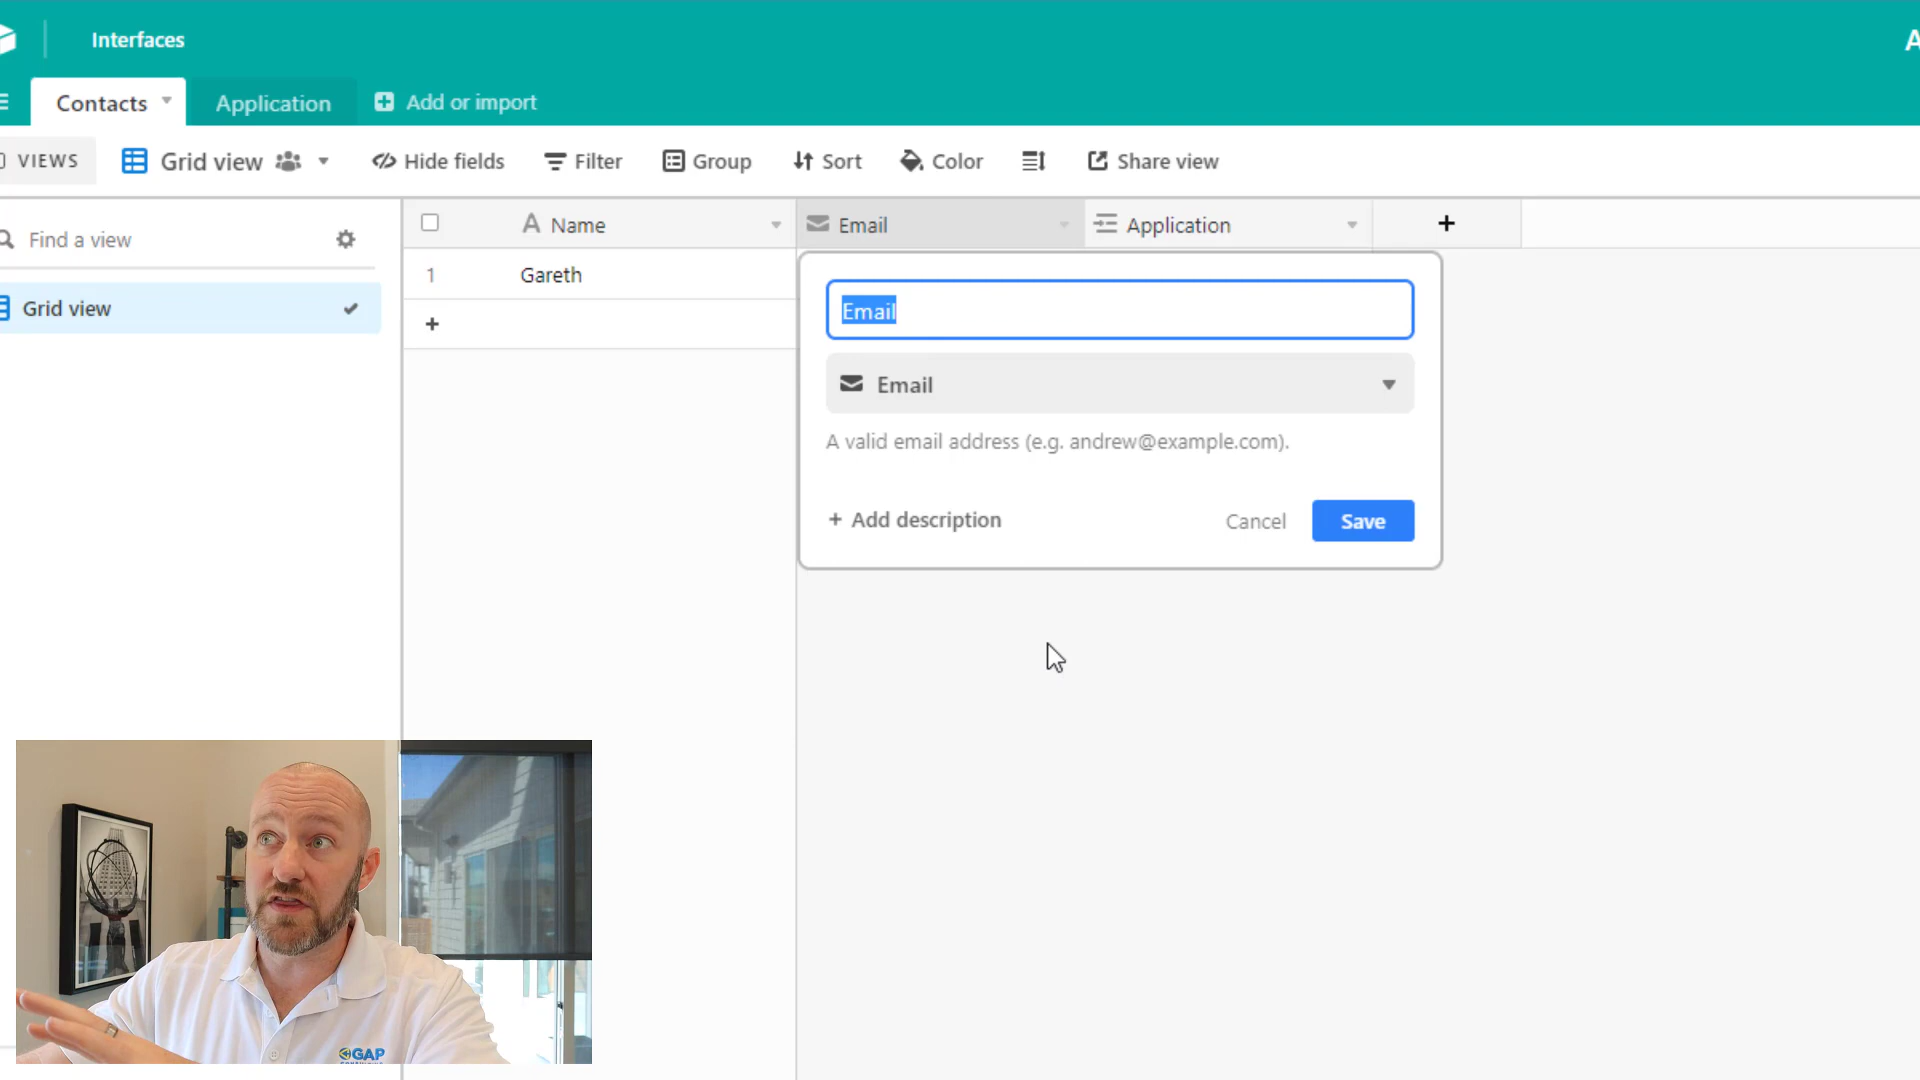 Interfaces
A
Contacts
Application
Add or import
VIEWS
Grid view
Hide fields
Filter
Group
Sort
Color
Share view
Find a view
Grid view
Name
Email
Application
1
Gareth
Email
Email
A valid email address (e.g. andrew@example.com).
+ Add description
Cancel
Save
GAP